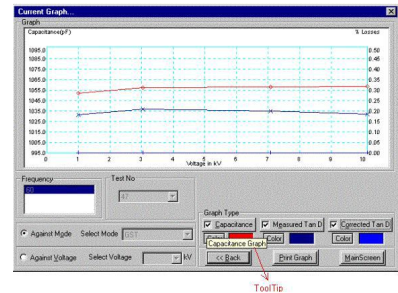 Current Graph...
Graph
Capacitance(pF)
% Losses
1095.0
0.50
1085.0
0.45
1075.0
0.40
1065.0
0.35
1055.0
0.30
1045.0
0.25
1035.0
0.20
1025.0
0.15
1015.0
0.10
1005.0
0.05
995.0
0.00
0 1 2 3 4 5 6 7 8 9 10
Voltage in kV
Frequency
60
Test No
47
Graph Type
Capacitance
Measured Tan D
Corrected Tan D
Color
Color
Capacitance Graph
Against Mode
Select Mode
GST
Against Voltage
Select Voltage
kV
<< Back
Print Graph
MainScreen
ToolTip